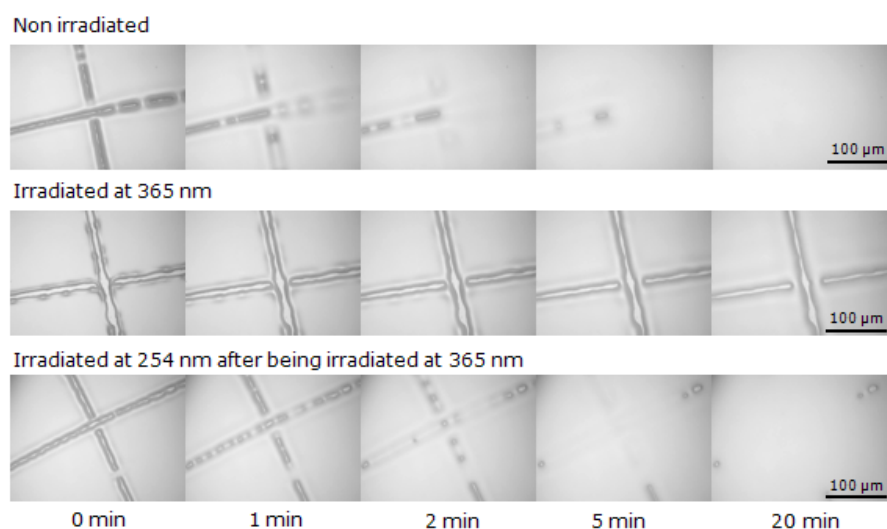 Non irradiated
100 µm
Irradiated at 365 nm
100 µm
Irradiated at 254 nm after being irradiated at 365 nm
100 µm
0 min 1 min 2 min 5 min 20 min